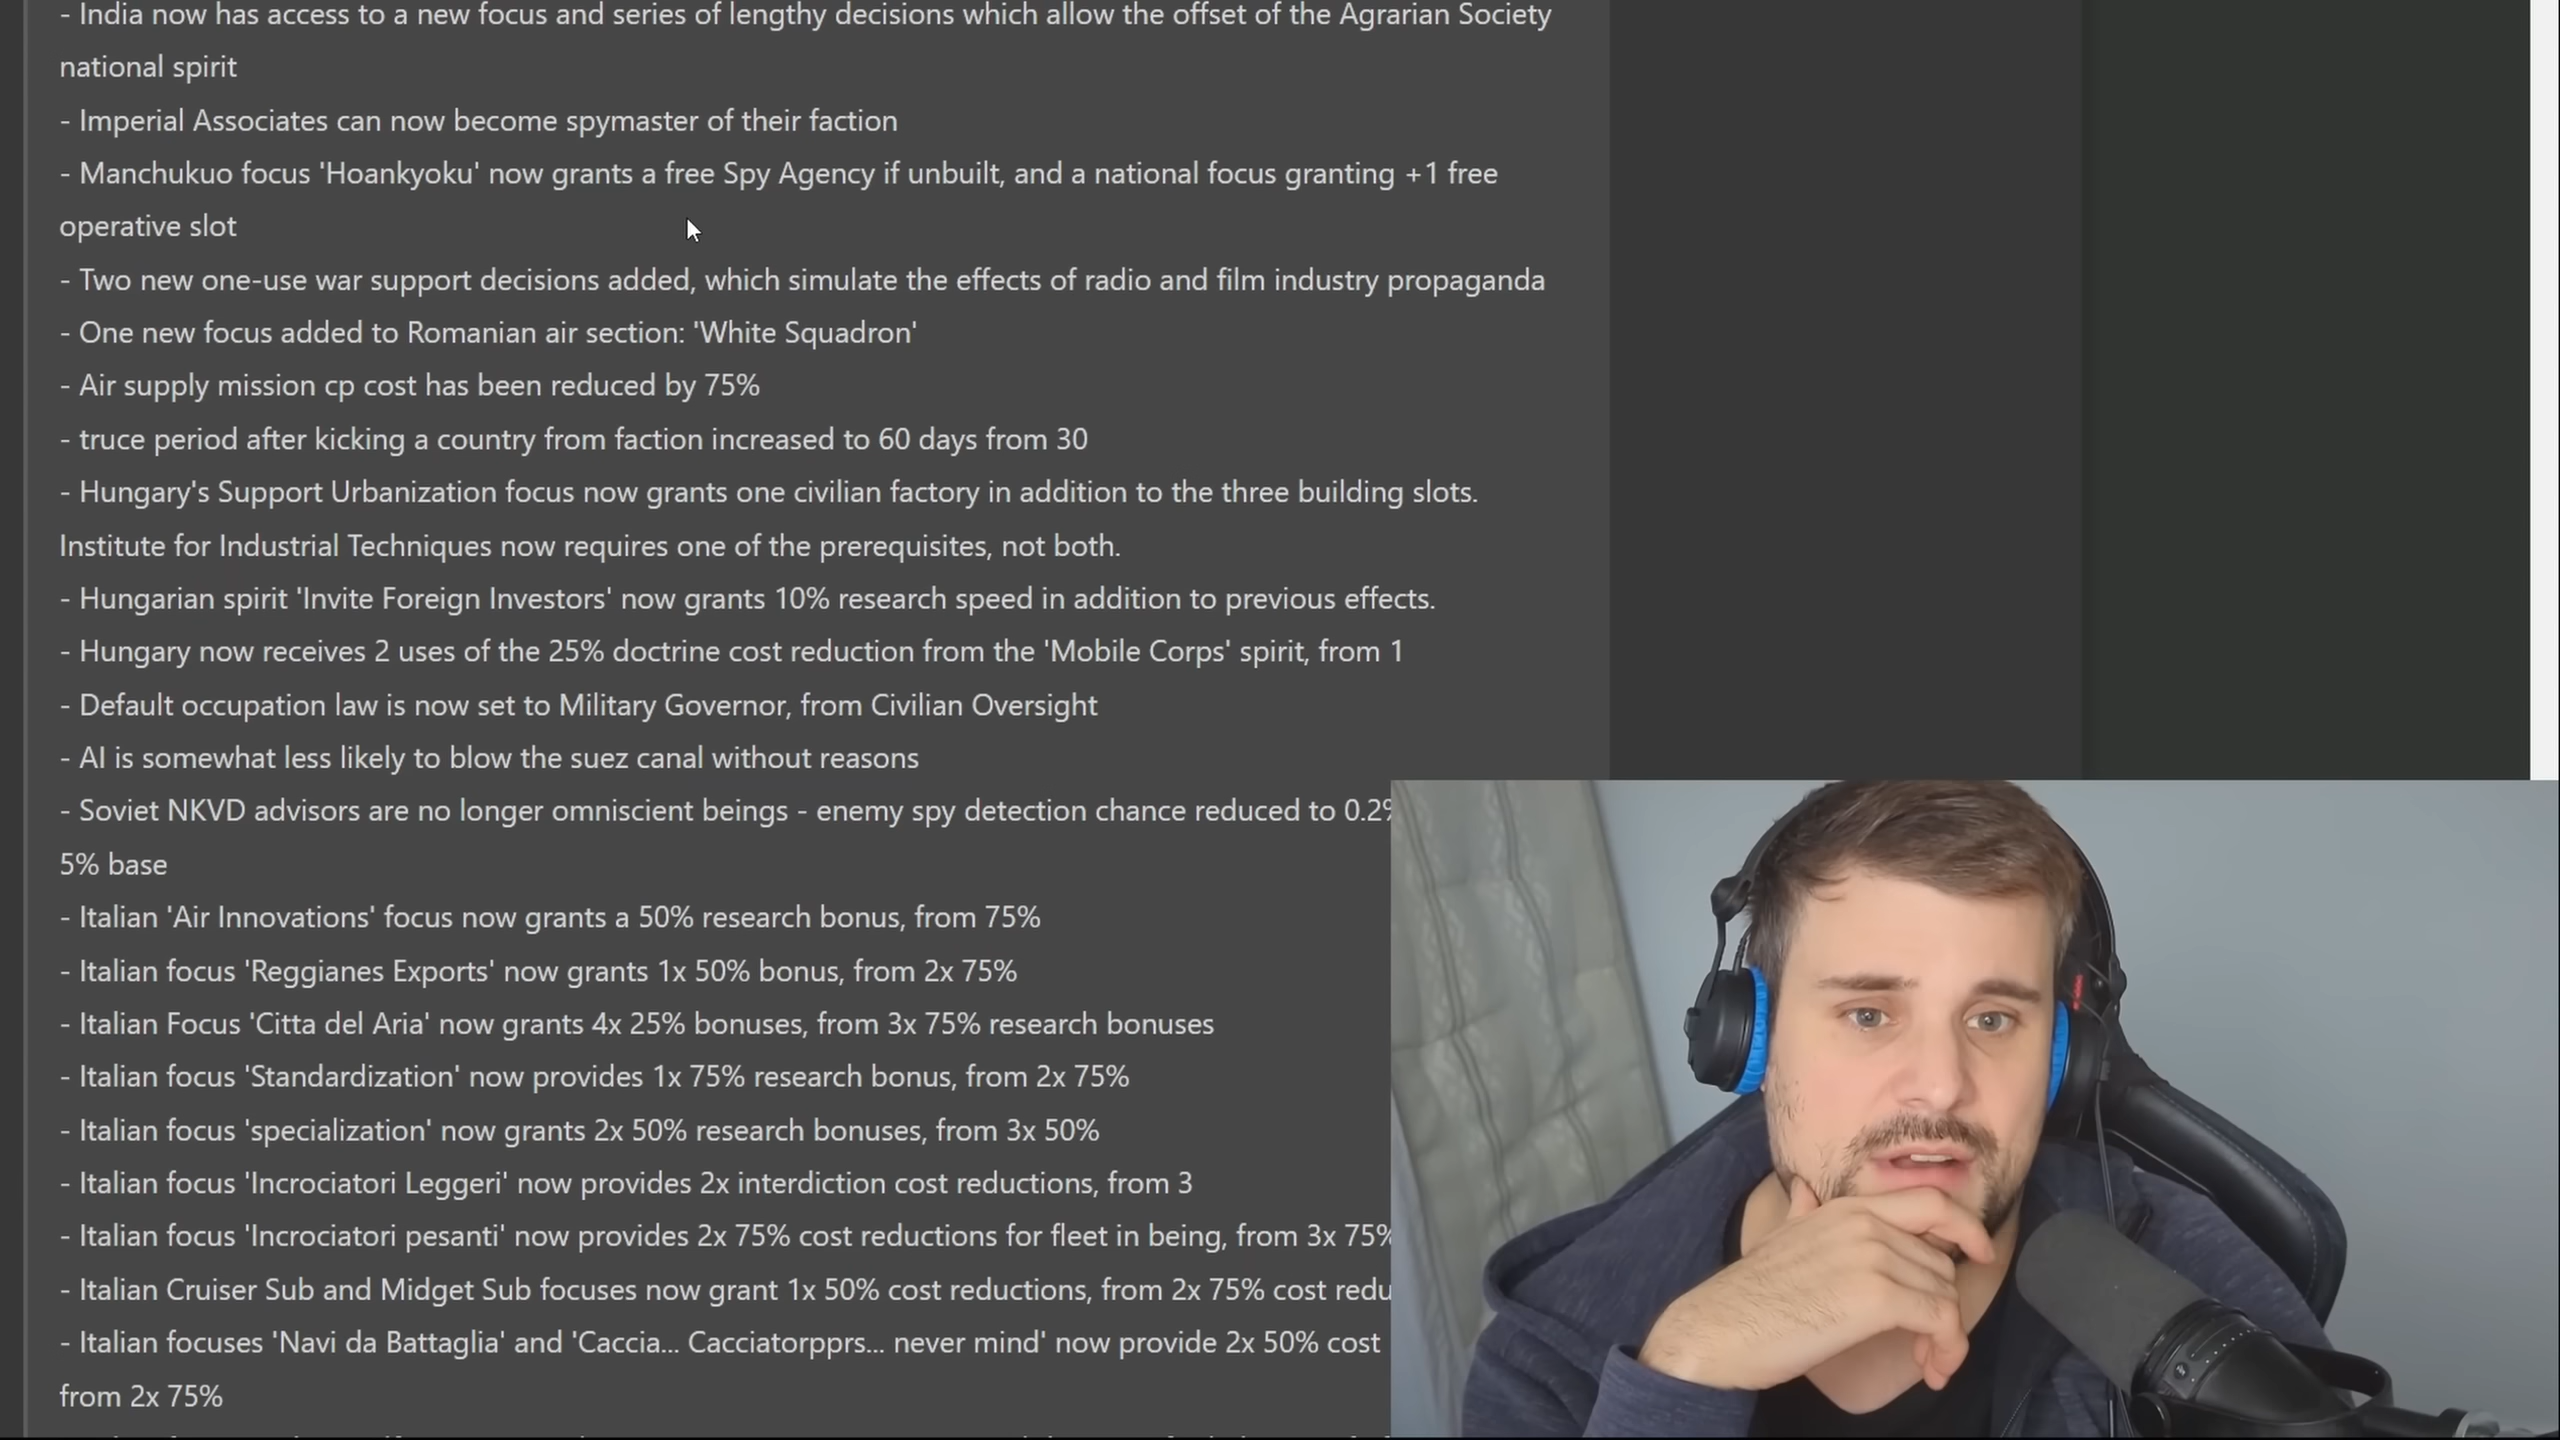 - India now has access to a new focus and series of lengthy decisions which allow the offset of the Agrarian Society
national spirit
- Imperial Associates can now become spymaster of their faction
- Manchukuo focus 'Hoankyoku' now grants a free Spy Agency if unbuilt, and a national focus granting +1 free
operative slot
- Two new one-use war support decisions added, which simulate the effects of radio and film industry propaganda
- One new focus added to Romanian air section: 'White Squadron'
- Air supply mission cp cost has been reduced by 75%
- truce period after kicking a country from faction increased to 60 days from 30
- Hungary's Support Urbanization focus now grants one civilian factory in addition to the three building slots.
Institute for Industrial Techniques now requires one of the prerequisites, not both.
- Hungarian spirit 'Invite Foreign Investors' now grants 10% research speed in addition to previous effects.
- Hungary now receives 2 uses of the 25% doctrine cost reduction from the 'Mobile Corps' spirit, from 1
- Default occupation law is now set to Military Governor, from Civilian Oversight
- AI is somewhat less likely to blow the suez canal without reasons
- Soviet NKVD advisors are no longer omniscient beings - enemy spy detection chance reduced to 0.2%
5% base
- Italian 'Air Innovations' focus now grants a 50% research bonus, from 75%
- Italian focus 'Reggianes Exports' now grants 1x 50% bonus, from 2x 75%
- Italian Focus 'Citta del Aria' now grants 4x 25% bonuses, from 3x 75% research bonuses
- Italian focus 'Standardization' now provides 1x 75% research bonus, from 2x 75%
- Italian focus 'specialization' now grants 2x 50% research bonuses, from 3x 50%
- Italian focus 'Incrociatori Leggeri' now provides 2x interdiction cost reductions, from 3
- Italian focus 'Incrociatori pesanti' now provides 2x 75% cost reductions for fleet in being, from 3x 75%
- Italian Cruiser Sub and Midget Sub focuses now grant 1x 50% cost reductions, from 2x 75% cost redu
- Italian focuses 'Navi da Battaglia' and 'Caccia... Cacciatorpprs... never mind' now provide 2x 50% cost
from 2x 75%